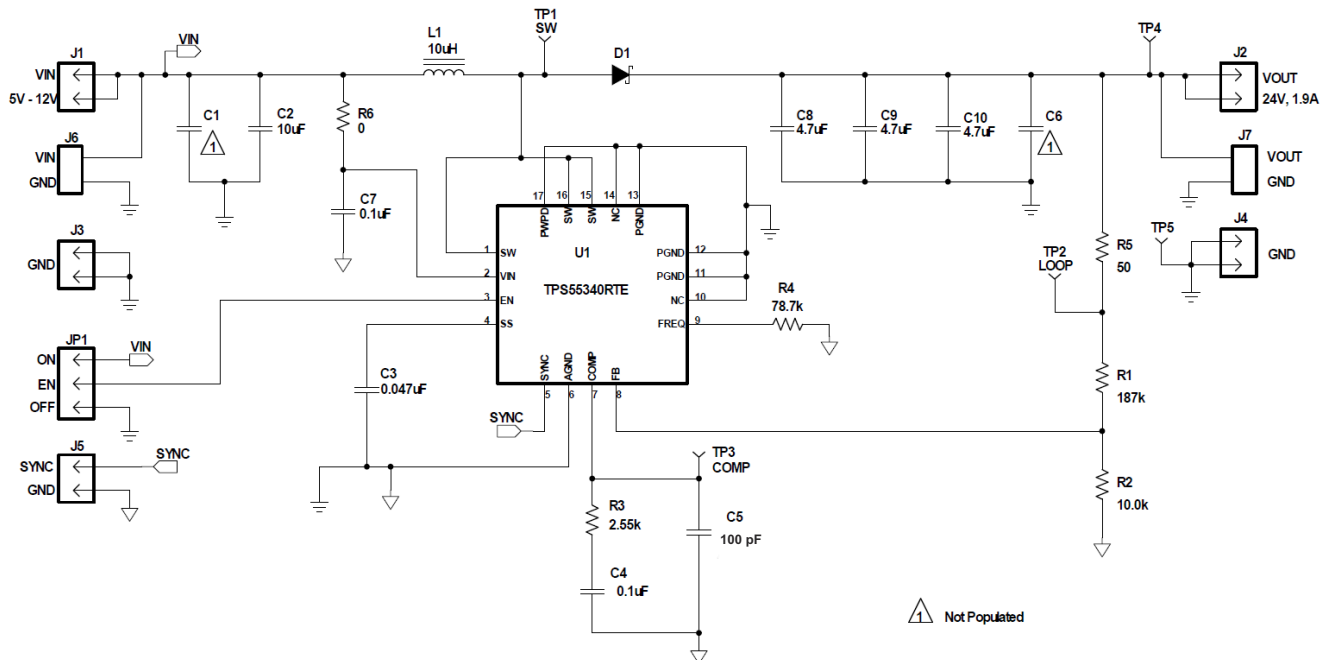 TP1
SW
TP4
L1
10uH
D1
VIN
J1
VIN
5V - 12V
J2
VOUT
24V, 1.9A
C1
1
C2
10uF
R6
0
C8
4.7uF
C9
4.7uF
C10
4.7uF
C6
1
J6
VIN
GND
J7
VOUT
GND
C7
0.1uF
17
16
15
14
13
PWPD
SW
SW
NC
PGND
U1
TPS55340RTE
1
SW
2
VIN
3
EN
4
SS
PGND
12
PGND
11
NC
10
FREQ
9
SYNC
AGND
COMP
FB
5
6
7
8
J3
GND
J4
GND
TP5
TP2
LOOP
R5
50
R4
78.7k
JP1
ON
EN
OFF
VIN
C3
0.047uF
R1
187k
SYNC
J5
SYNC
GND
SYNC
TP3
COMP
R2
10.0k
R3
2.55k
C5
100 pF
C4
0.1uF
1 Not Populated